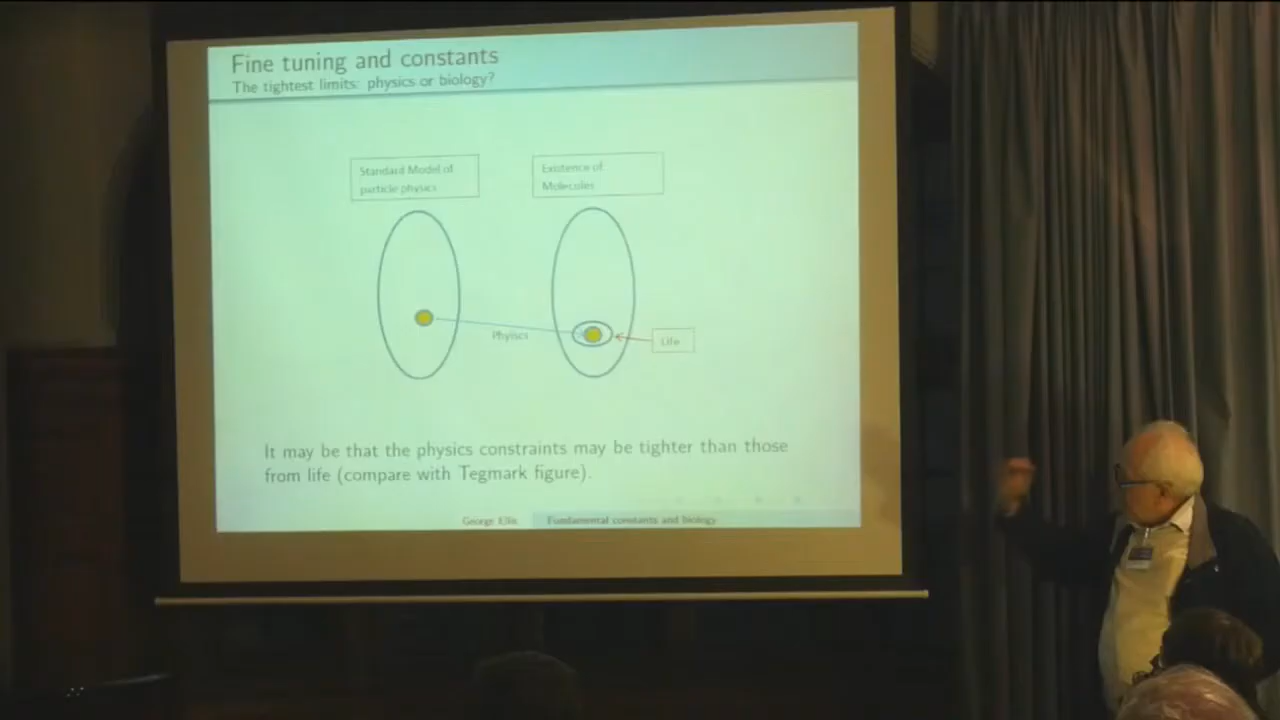 Fine tuning and constants
The tightest limits: physics or biology?
Standard Model of
particle physics
Existence of
Molecules
Phyiscs
Life
It may be that the physics constraints may be tighter than those
from life (compare with Tegmark figure).
George Ellis
Fundamental constants and biology